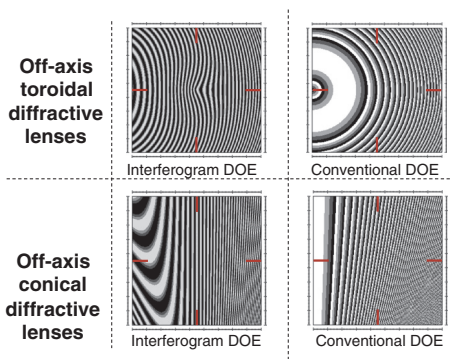 Off-axis
toroidal
diffractive
lenses
Interferogram DOE
Conventional DOE
Off-axis
conical
diffractive
lenses
Interferogram DOE
Conventional DOE